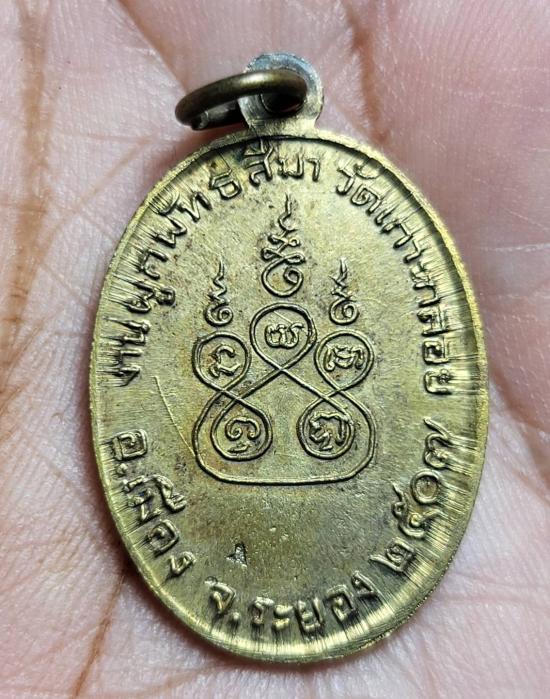 งานผูกพัทธสีมา วัดเกาะกลอย
อ.เมือง จ.ระยอง ๒๕๐๗